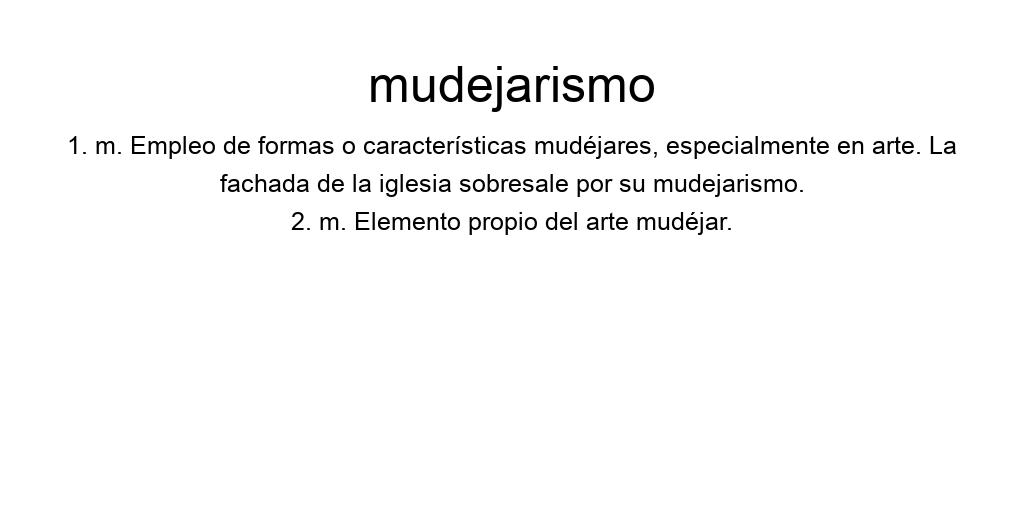 mudejarismo
1. m. Empleo de formas o características mudéjares, especialmente en arte. La
fachada de la iglesia sobresale por su mudejarismo.
2. m. Elemento propio del arte mudéjar.